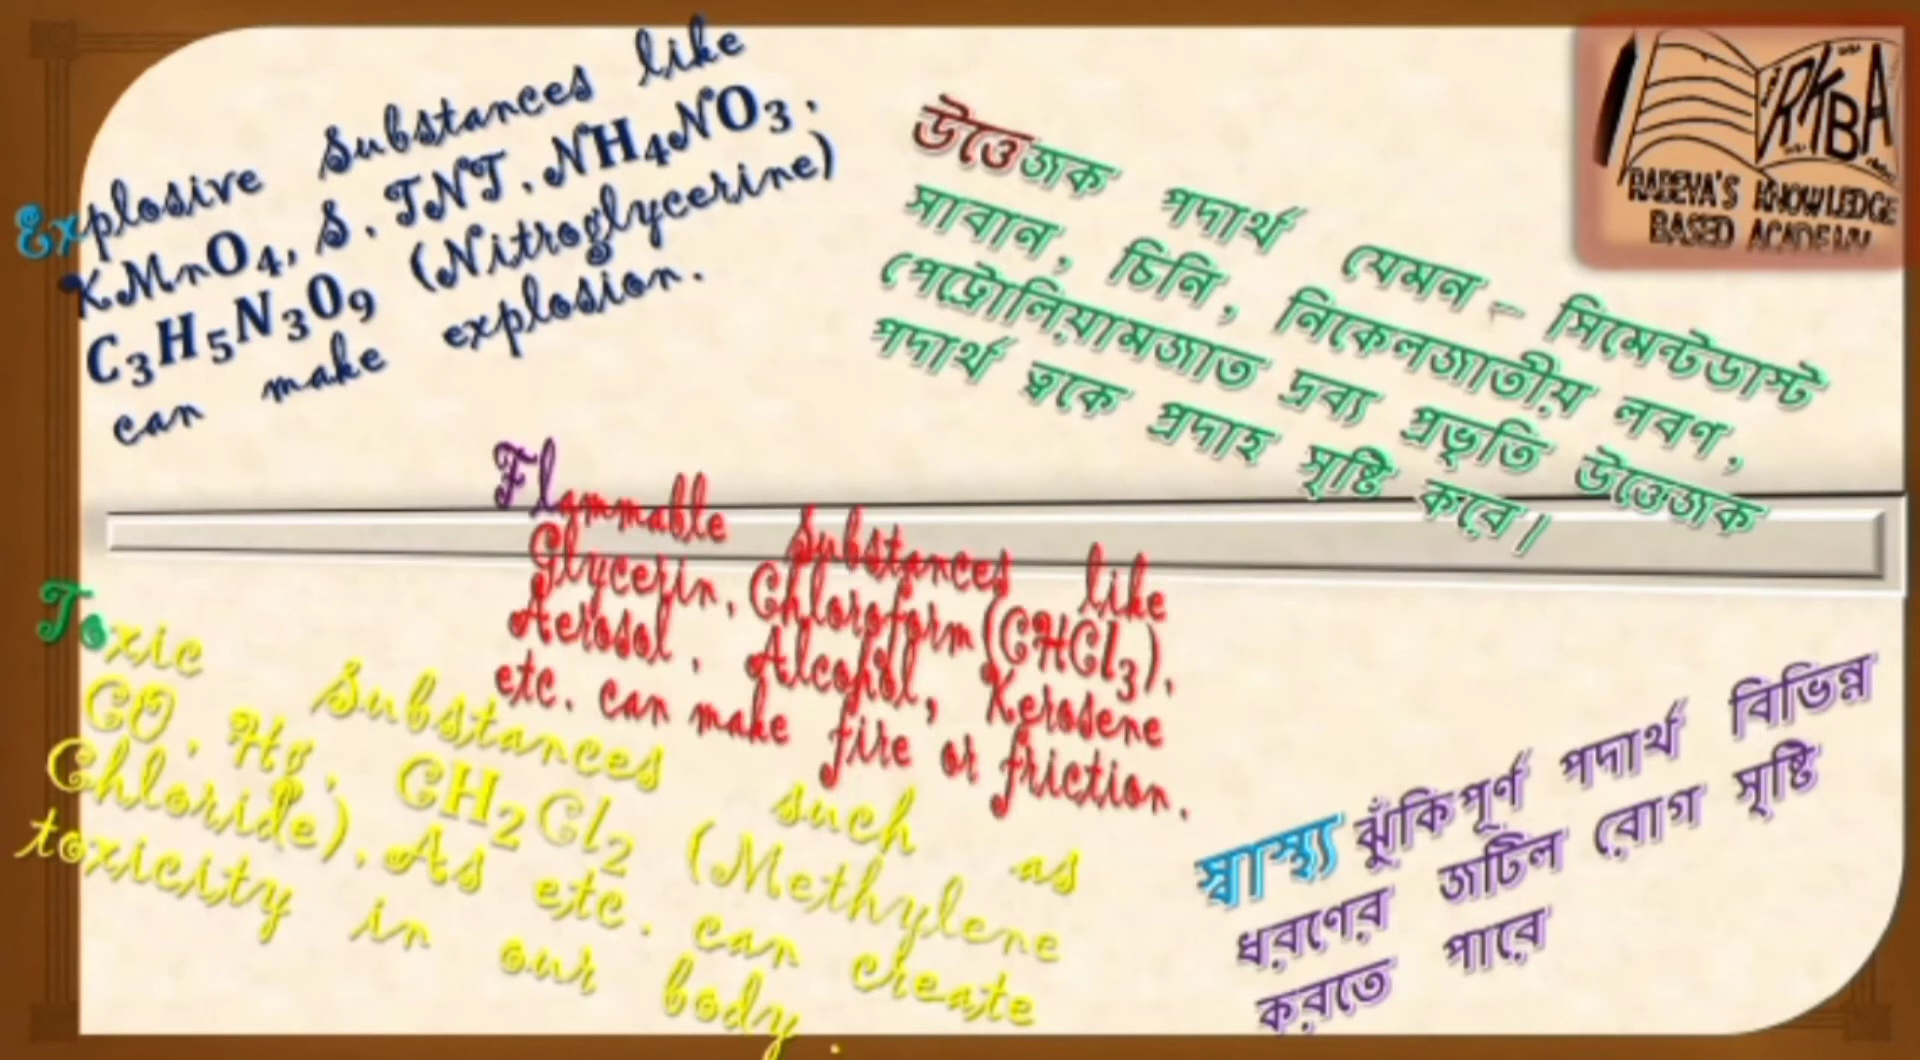 Explosive Substances like
KMnO4, S, TNT, NH4NO3,
C3H5N3O9 (Nitroglycerine)
can make explosion.
RKBA
RABEYA'S KNOWLEDGE
BASED ACADEMY
উত্তেজক পদার্থ যেমন - সিমেন্টডাস্ট
সাবান, চিনি, নিকেলজাতীয় লবণ,
পেট্রোলিয়ামজাত দ্রব্য প্রভৃতি উত্তেজক
পদার্থ ত্বকে প্রদাহ সৃষ্টি করে।
Flammable Substances like
Glycerin, Chloroform(CHCl3),
Aerosol, Alcohol, Kerosene
etc. can make fire or friction.
Toxic Substances such as
CO, Hg, CH2Cl2 (Methylene
Chloride), As etc. can create
toxicity in our body.
স্বাস্থ্য ঝুঁকিপূর্ণ পদার্থ বিভিন্ন
ধরণের জটিল রোগ সৃষ্টি
করতে পারে